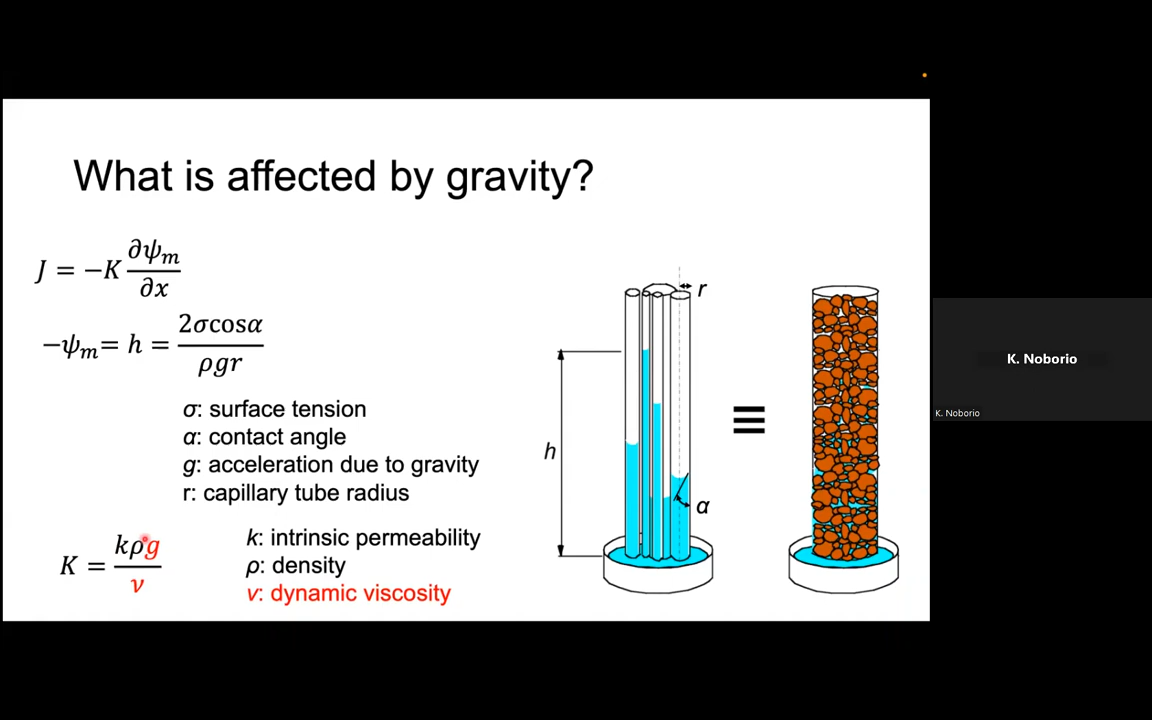 What is affected by gravity?
J = −K ∂ψₘ/∂x
−ψₘ= h = 2σcosα/ρgr
σ: surface tension
α: contact angle
g: acceleration due to gravity
r: capillary tube radius
K = kρg/ν
k: intrinsic permeability
ρ: density
ν: dynamic viscosity
r
h
α
≡
K. Noborio
K. Noborio